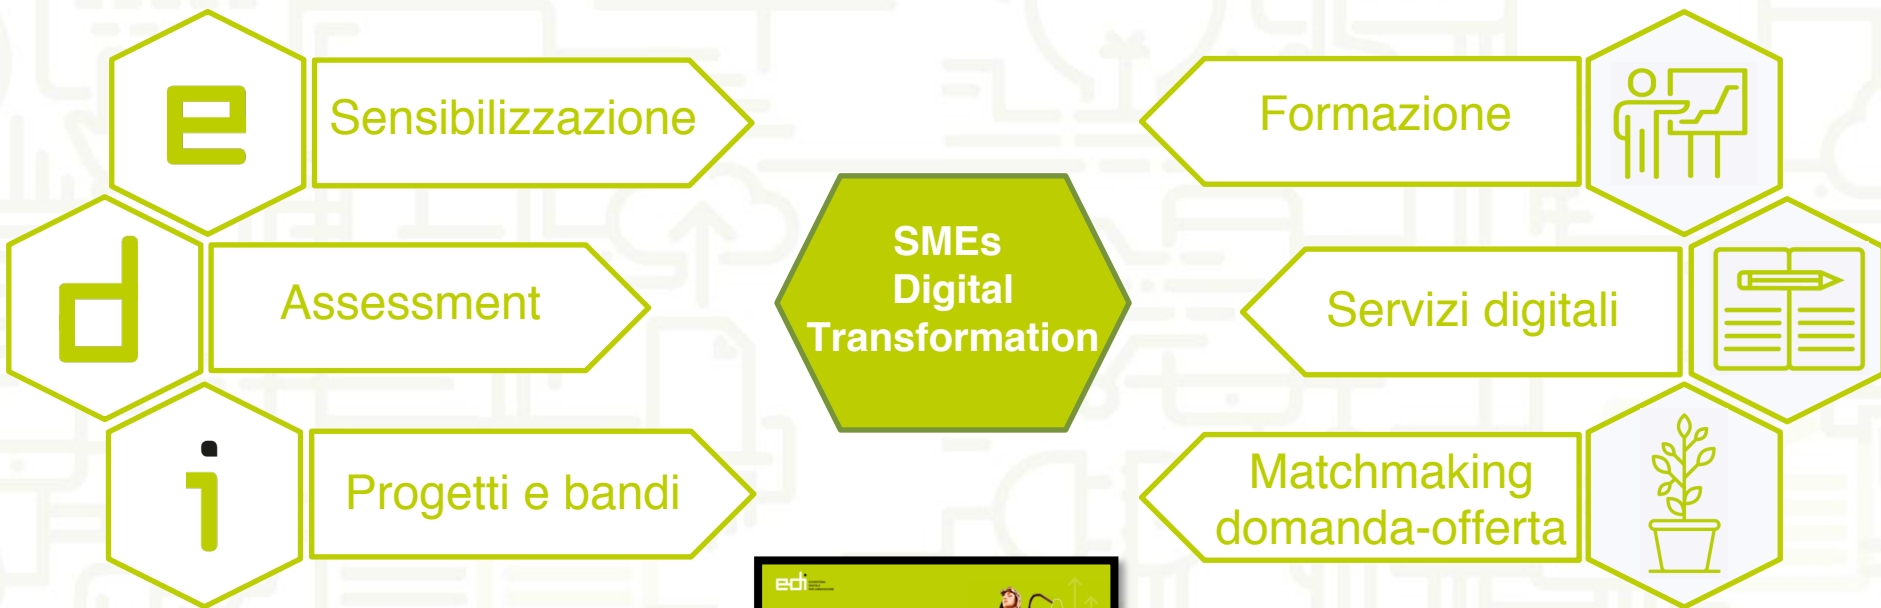 e
Sensibilizzazione
d
Assessment
i
Progetti e bandi
SMEs
Digital
Transformation
Formazione
Servizi digitali
Matchmaking
domanda-offerta
edi